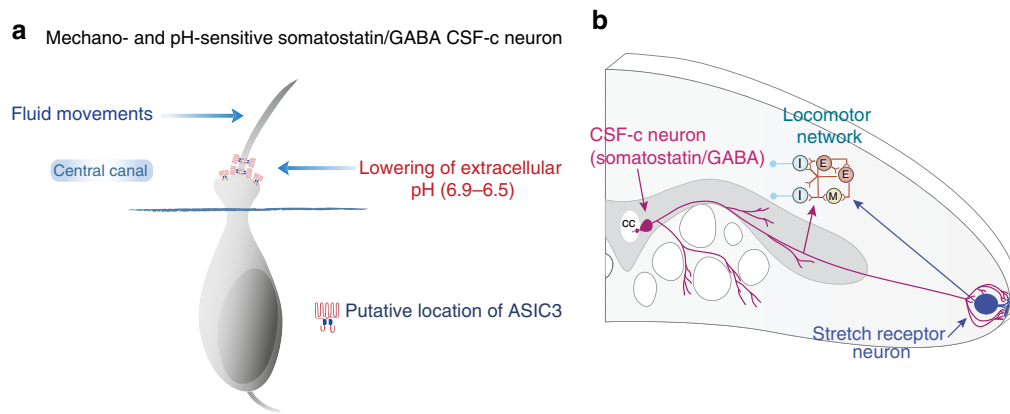 a
Mechano- and pH-sensitive somatostatin/GABA CSF-c neuron
Fluid movements
Central canal
Lowering of extracellular
pH (6.9–6.5)
Putative location of ASIC3
b
Locomotor
network
CSF-c neuron
(somatostatin/GABA)
I
E
E
I
M
cc
Stretch receptor
neuron